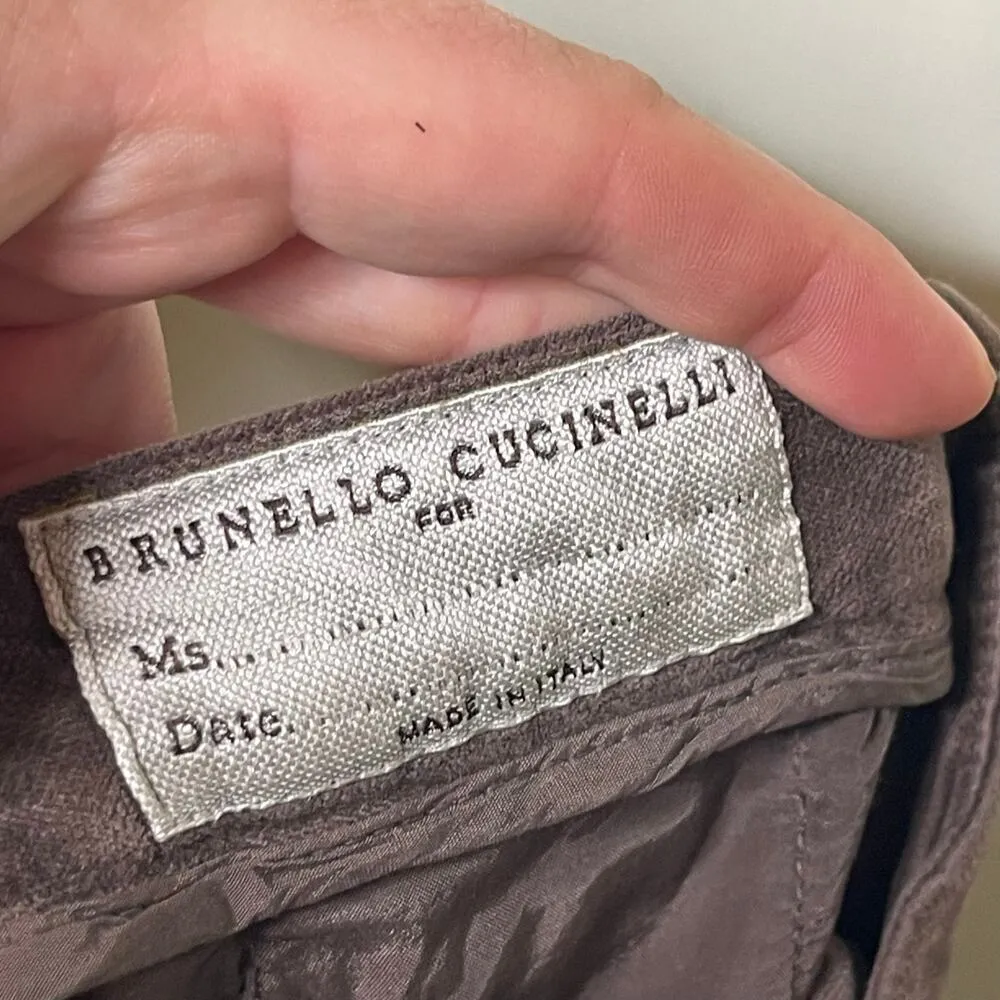 BRUNELLO CUCINELLI
FOR
Ms.
Date.
MADE IN ITALY